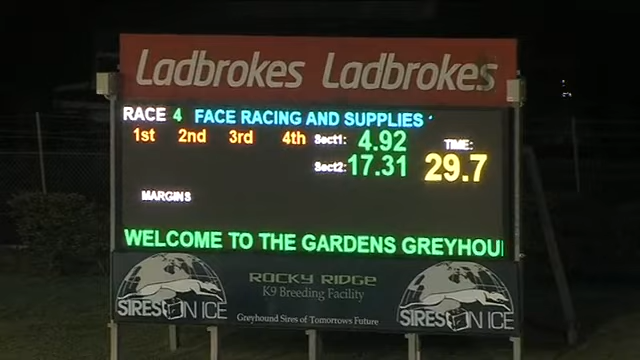 Ladbrokes Ladbrokes
RACE 4 FACE RACING AND SUPPLIES
1st 2nd 3rd 4th Sect1: 4.92 TIME:
Sect2: 17.31 29.7
MARGINS
WELCOME TO THE GARDENS GREYHOU
SIRES ON ICE ROCKY RIDGE SIRES ON ICE
K9 Breeding Facility
Greyhound Sires of Tomorrows Future